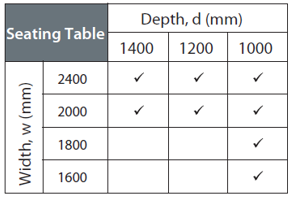 Seating Table
Depth, d (mm)
1400 1200 1000
Width, w (mm)
2400 ✓ ✓ ✓
2000 ✓ ✓ ✓
1800 ✓
1600 ✓